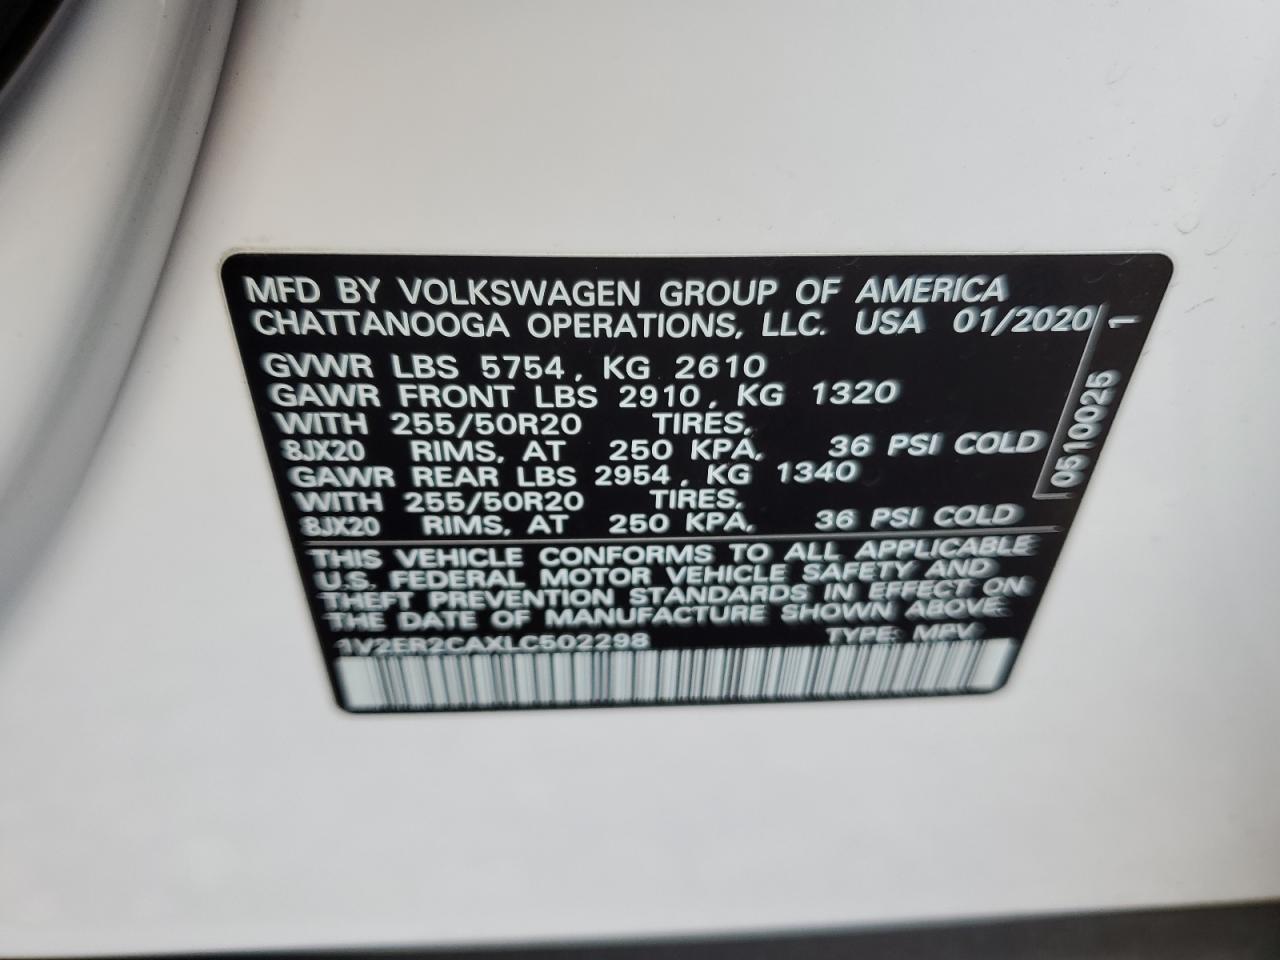 MFD BY VOLKSWAGEN GROUP OF AMERICA
CHATTANOOGA OPERATIONS, LLC. USA 01/2020
GVWR LBS 5754, KG 2610
GAWR FRONT LBS 2910, KG 1320
WITH 255/50R20 TIRES,
8JX20 RIMS, AT 250 KPA, 36 PSI COLD
GAWR REAR LBS 2954, KG 1340
WITH 255/50R20 TIRES,
8JX20 RIMS, AT 250 KPA, 36 PSI COLD
THIS VEHICLE CONFORMS TO ALL APPLICABLE
U.S. FEDERAL MOTOR VEHICLE SAFETY AND
THEFT PREVENTION STANDARDS IN EFFECT ON
THE DATE OF MANUFACTURE SHOWN ABOVE
1V2ER2CAXLC502298 TYPE: MPV
0510025 1